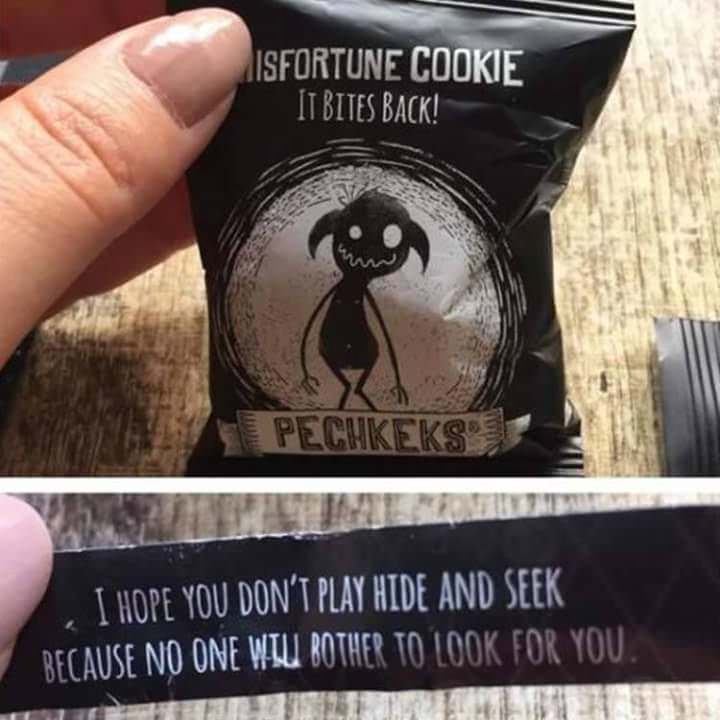 MISFORTUNE COOKIE
IT BITES BACK!
PECHKEKS®
I HOPE YOU DON'T PLAY HIDE AND SEEK
BECAUSE NO ONE WILL BOTHER TO LOOK FOR YOU.